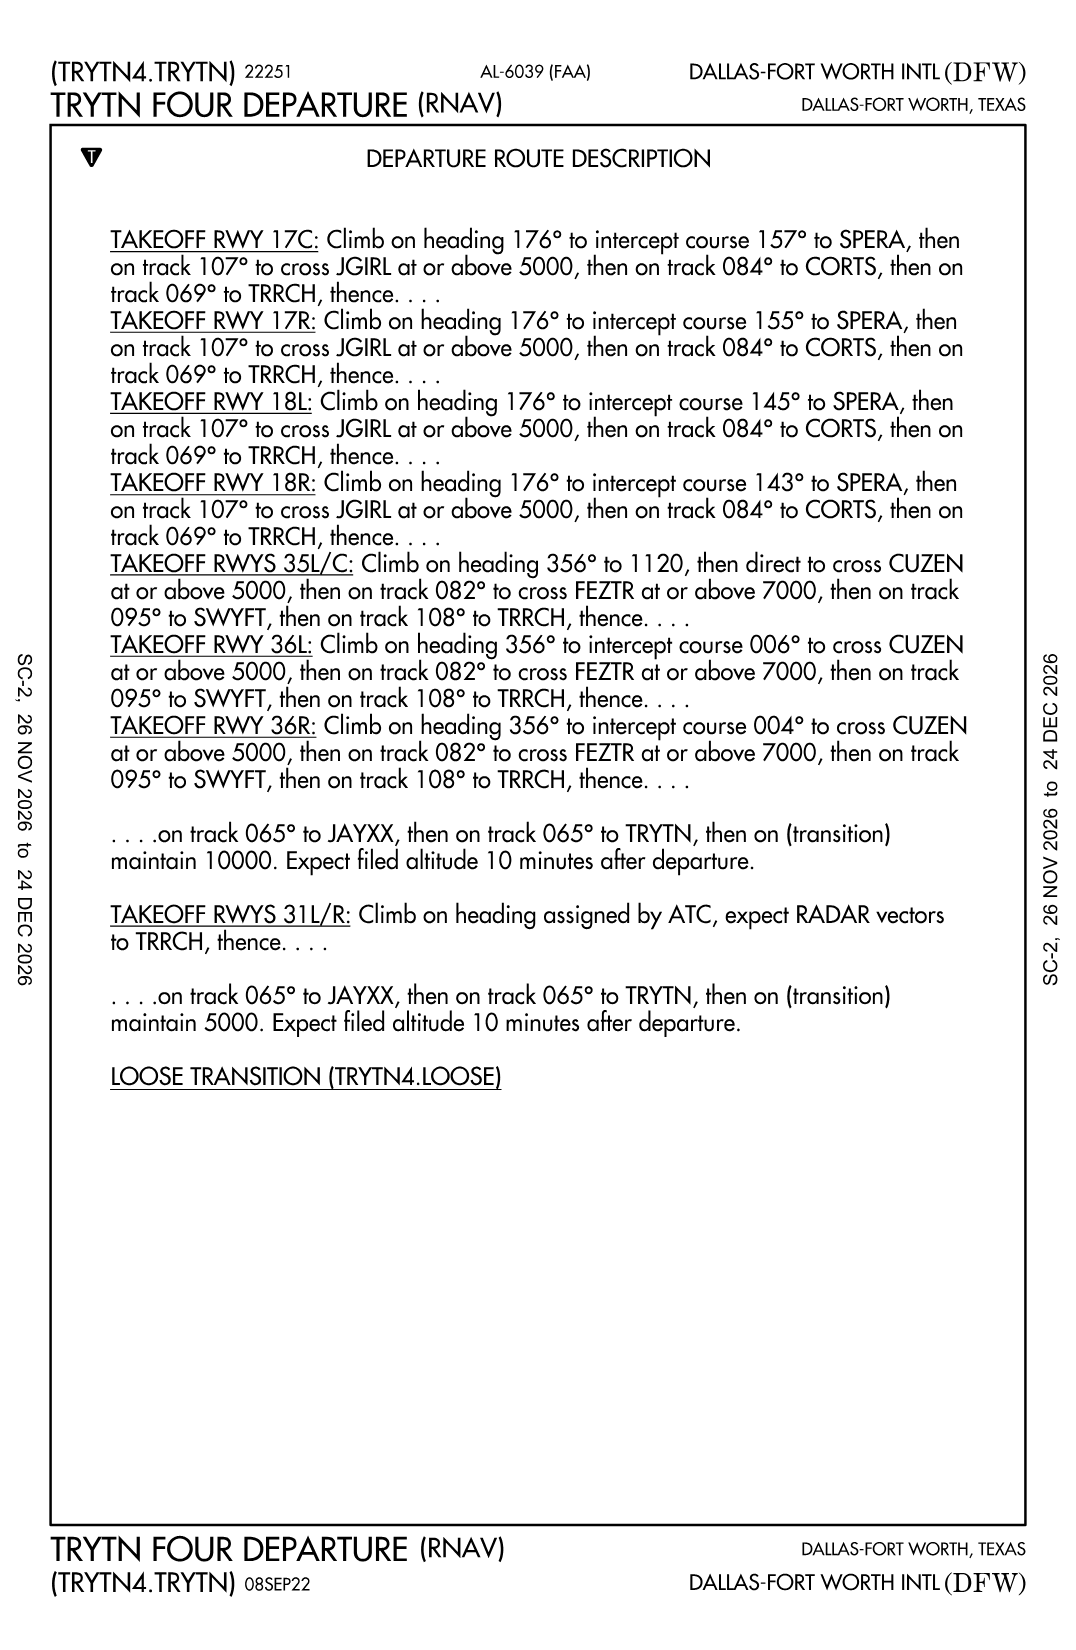 (TRYTN4.TRYTN) 22251 AL-6039 (FAA) DALLAS-FORT WORTH INTL (DFW)
TRYTN FOUR DEPARTURE (RNAV) DALLAS-FORT WORTH, TEXAS
T DEPARTURE ROUTE DESCRIPTION
TAKEOFF RWY 17C: Climb on heading 176° to intercept course 157° to SPERA, then
on track 107° to cross JGIRL at or above 5000, then on track 084° to CORTS, then on
track 069° to TRRCH, thence. . . .
TAKEOFF RWY 17R: Climb on heading 176° to intercept course 155° to SPERA, then
on track 107° to cross JGIRL at or above 5000, then on track 084° to CORTS, then on
track 069° to TRRCH, thence. . . .
TAKEOFF RWY 18L: Climb on heading 176° to intercept course 145° to SPERA, then
on track 107° to cross JGIRL at or above 5000, then on track 084° to CORTS, then on
track 069° to TRRCH, thence. . . .
TAKEOFF RWY 18R: Climb on heading 176° to intercept course 143° to SPERA, then
on track 107° to cross JGIRL at or above 5000, then on track 084° to CORTS, then on
track 069° to TRRCH, thence. . . .
TAKEOFF RWYS 35L/C: Climb on heading 356° to 1120, then direct to cross CUZEN
at or above 5000, then on track 082° to cross FEZTR at or above 7000, then on track
095° to SWYFT, then on track 108° to TRRCH, thence. . . .
TAKEOFF RWY 36L: Climb on heading 356° to intercept course 006° to cross CUZEN
at or above 5000, then on track 082° to cross FEZTR at or above 7000, then on track
095° to SWYFT, then on track 108° to TRRCH, thence. . . .
TAKEOFF RWY 36R: Climb on heading 356° to intercept course 004° to cross CUZEN
at or above 5000, then on track 082° to cross FEZTR at or above 7000, then on track
095° to SWYFT, then on track 108° to TRRCH, thence. . . .
. . . .on track 065° to JAYXX, then on track 065° to TRYTN, then on (transition)
maintain 10000. Expect filed altitude 10 minutes after departure.
TAKEOFF RWYS 31L/R: Climb on heading assigned by ATC, expect RADAR vectors
to TRRCH, thence. . . .
. . . .on track 065° to JAYXX, then on track 065° to TRYTN, then on (transition)
maintain 5000. Expect filed altitude 10 minutes after departure.
LOOSE TRANSITION (TRYTN4.LOOSE)
SC-2, 26 NOV 2026 to 24 DEC 2026
SC-2, 26 NOV 2026 to 24 DEC 2026
TRYTN FOUR DEPARTURE (RNAV) DALLAS-FORT WORTH, TEXAS
(TRYTN4.TRYTN) 08SEP22 DALLAS-FORT WORTH INTL (DFW)